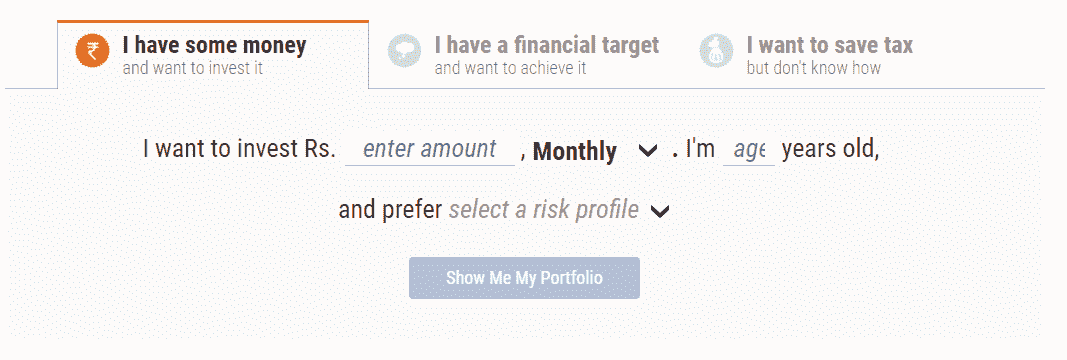 I have some money
and want to invest it
I have a financial target
and want to achieve it
I want to save tax
but don't know how
I want to invest Rs. enter amount , Monthly . I'm age years old,
and prefer select a risk profile
Show Me My Portfolio